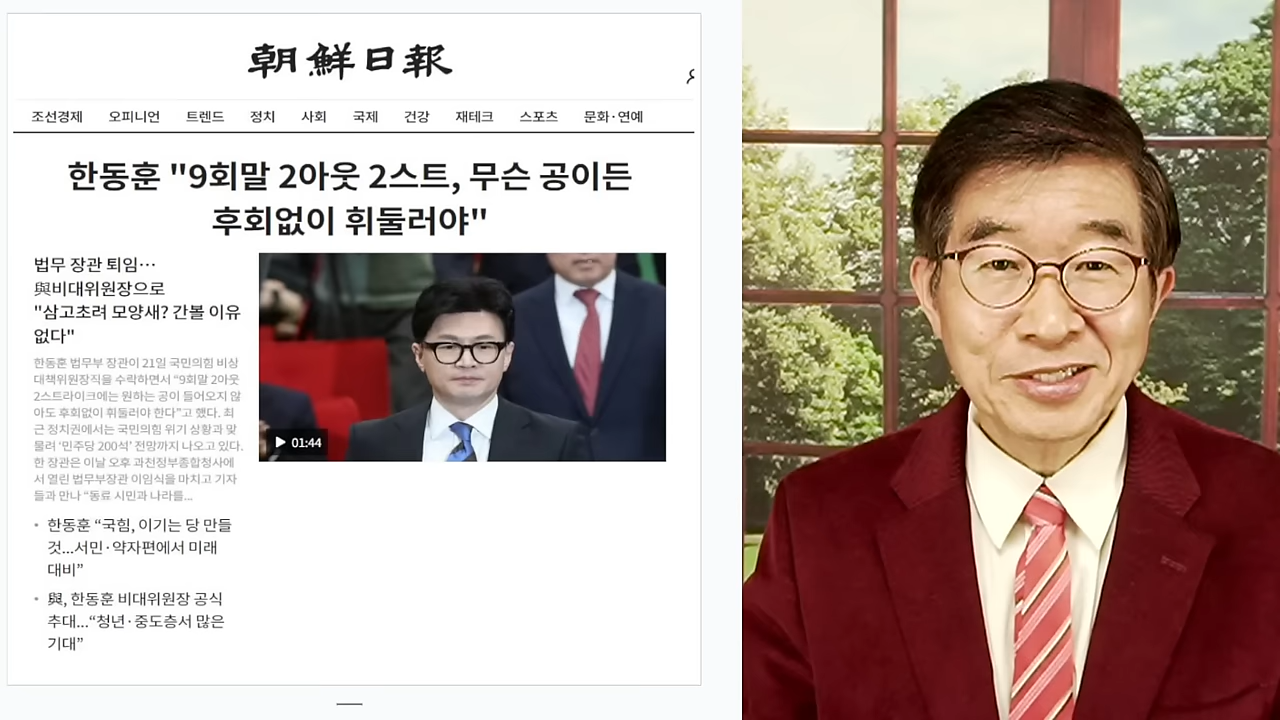 朝鮮日報
조선경제 오피니언 트렌드 정치 사회 국제 건강 재테크 스포츠 문화·연예
한동훈 "9회말 2아웃 2스트, 무슨 공이든
후회없이 휘둘러야"
법무 장관 퇴임…
與비대위원장으로
"삼고초려 모양새? 간볼 이유
없다"
한동훈 법무부 장관이 21일 국민의힘 비상
대책위원장직을 수락하면서 “9회말 2아웃
2스트라이크에는 원하는 공이 들어오지 않
아도 후회없이 휘둘러야 한다”고 했다. 최
근 정치권에서는 국민의힘 위기 상황과 맞
물려 ‘민주당 200석’ 전망까지 나오고 있다.
한 장관은 이날 오후 과천정부종합청사에
서 열린 법무부장관 이임식을 마치고 기자
들과 만나 “동료 시민과 나라를...
01:44
• 한동훈 “국힘, 이기는 당 만들
것...서민·약자편에서 미래
대비”
• 與, 한동훈 비대위원장 공식
추대...“청년·중도층서 많은
기대”